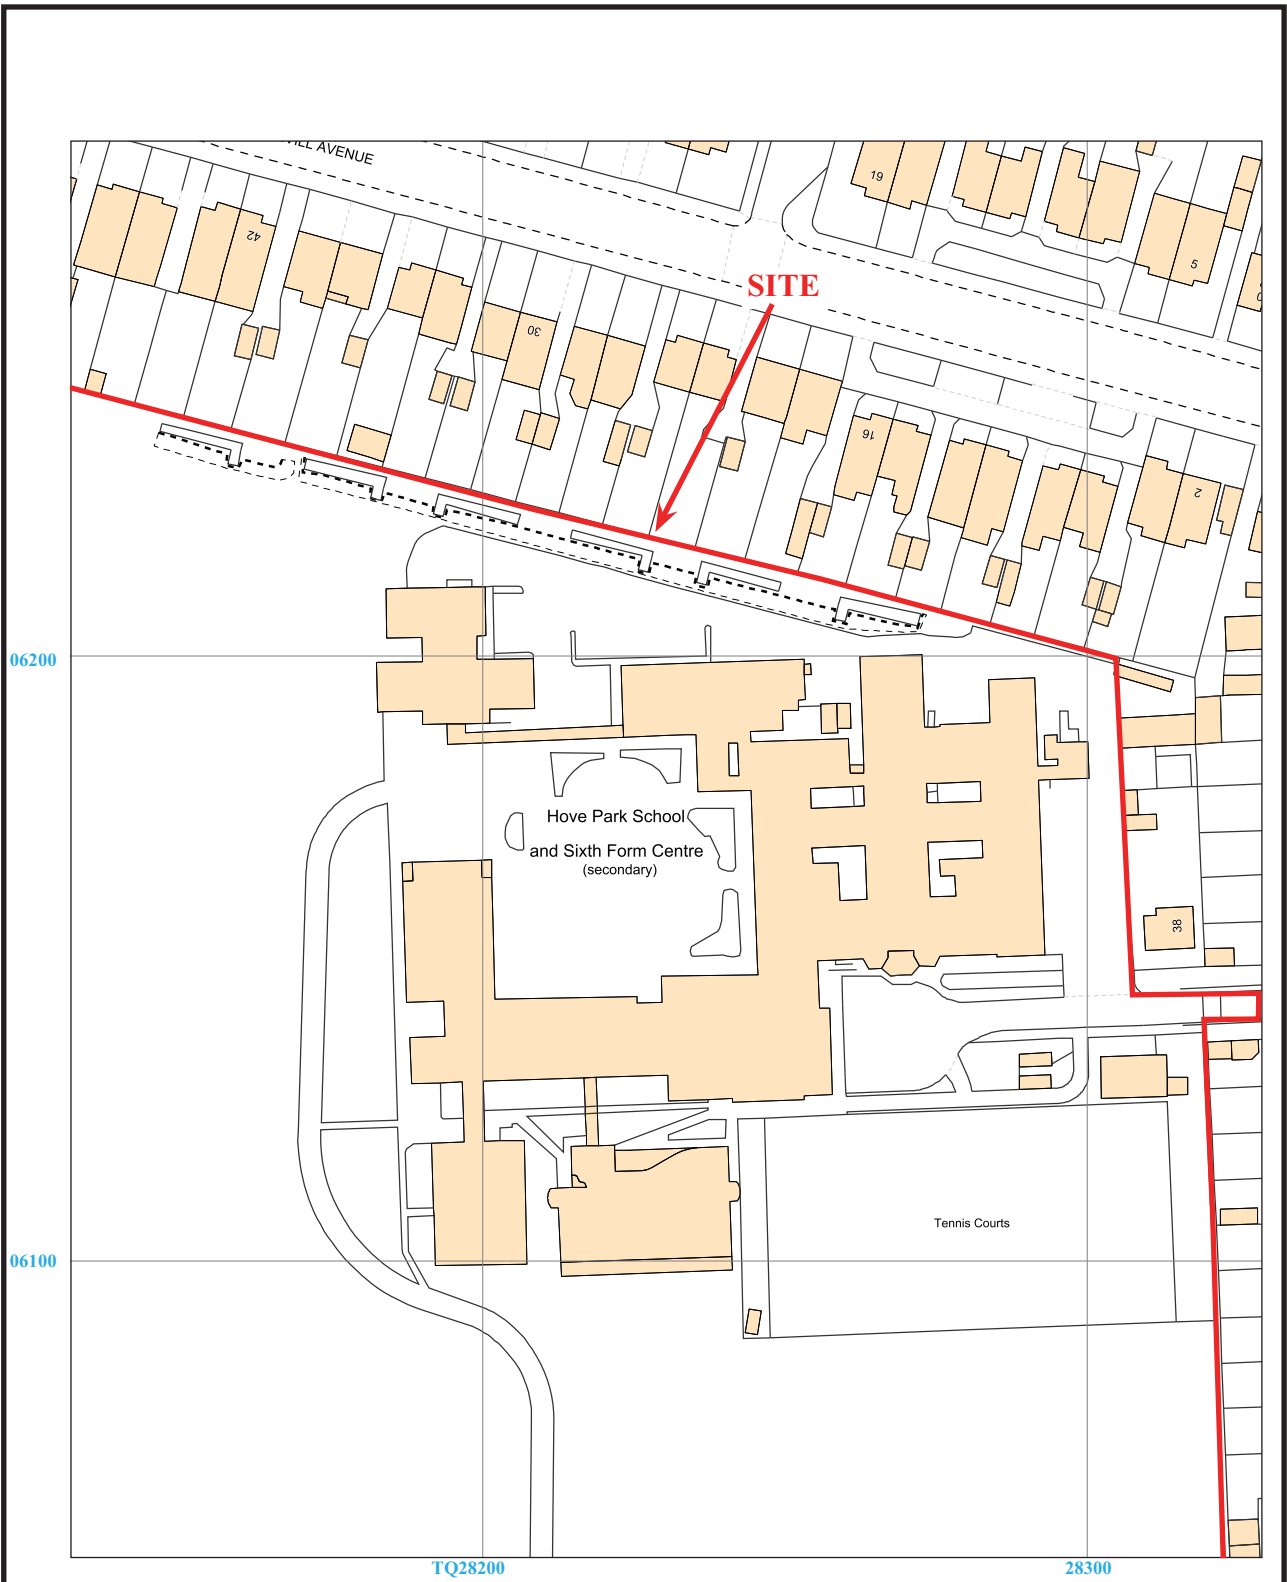 AVENUE
19
42
5
SITE
30
16
2
06200
Hove Park School
and Sixth Form Centre
(secondary)
38
Tennis Courts
06100
TQ28200
28300